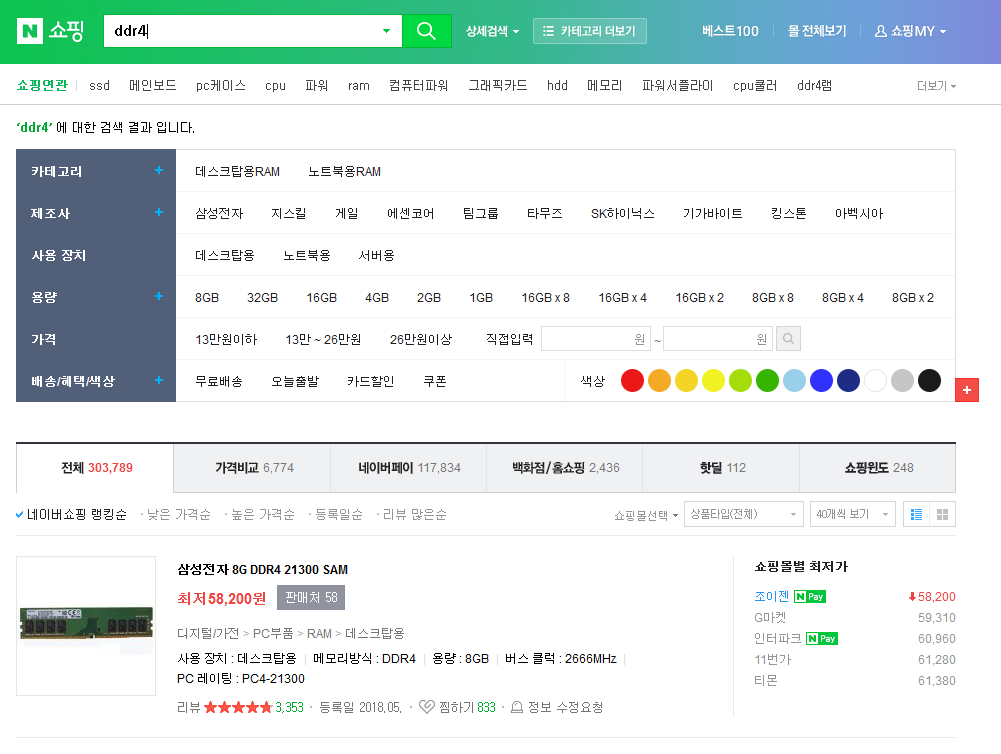 N 쇼핑 ddr4 상세검색 카테고리 더보기 베스트100 몰 전체보기 쇼핑MY
쇼핑연관 ssd 메인보드 pc케이스 cpu 파워 ram 컴퓨터파워 그래픽카드 hdd 메모리 파워서플라이 cpu쿨러 ddr4램 더보기
'ddr4' 에 대한 검색 결과 입니다.
카테고리 + 데스크탑용RAM 노트북용RAM
제조사 + 삼성전자 지스킬 게일 에센코어 팀그룹 타무즈 SK하이닉스 기가바이트 킹스톤 아벡시아
사용 장치 데스크탑용 노트북용 서버용
용량 + 8GB 32GB 16GB 4GB 2GB 1GB 16GB x 8 16GB x 4 16GB x 2 8GB x 8 8GB x 4 8GB x 2
가격 13만원이하 13만 ~ 26만원 26만원이상 직접입력 원 ~ 원
배송/혜택/색상 + 무료배송 오늘출발 카드할인 쿠폰 색상 +
전체 303,789 가격비교 6,774 네이버페이 117,834 백화점/홈쇼핑 2,436 핫딜 112 쇼핑윈도 248
네이버쇼핑 랭킹순 · 낮은 가격순 · 높은 가격순 · 등록일순 · 리뷰 많은순 쇼핑몰선택 상품타입(전체) 40개씩 보기
삼성전자 8G DDR4 21300 SAM
최저58,200원 판매처 58
디지털/가전 > PC부품 > RAM > 데스크탑용
사용 장치 : 데스크탑용 | 메모리방식 : DDR4 | 용량 : 8GB | 버스 클럭 : 2666MHz |
PC 레이팅 : PC4-21300
리뷰 ★★★★★ 3,353 · 등록일 2018.05. · 찜하기 833 · 정보 수정요청
쇼핑몰별 최저가
조이젠 N Pay 58,200
G마켓 59,310
인터파크 N Pay 60,960
11번가 61,280
티몬 61,380